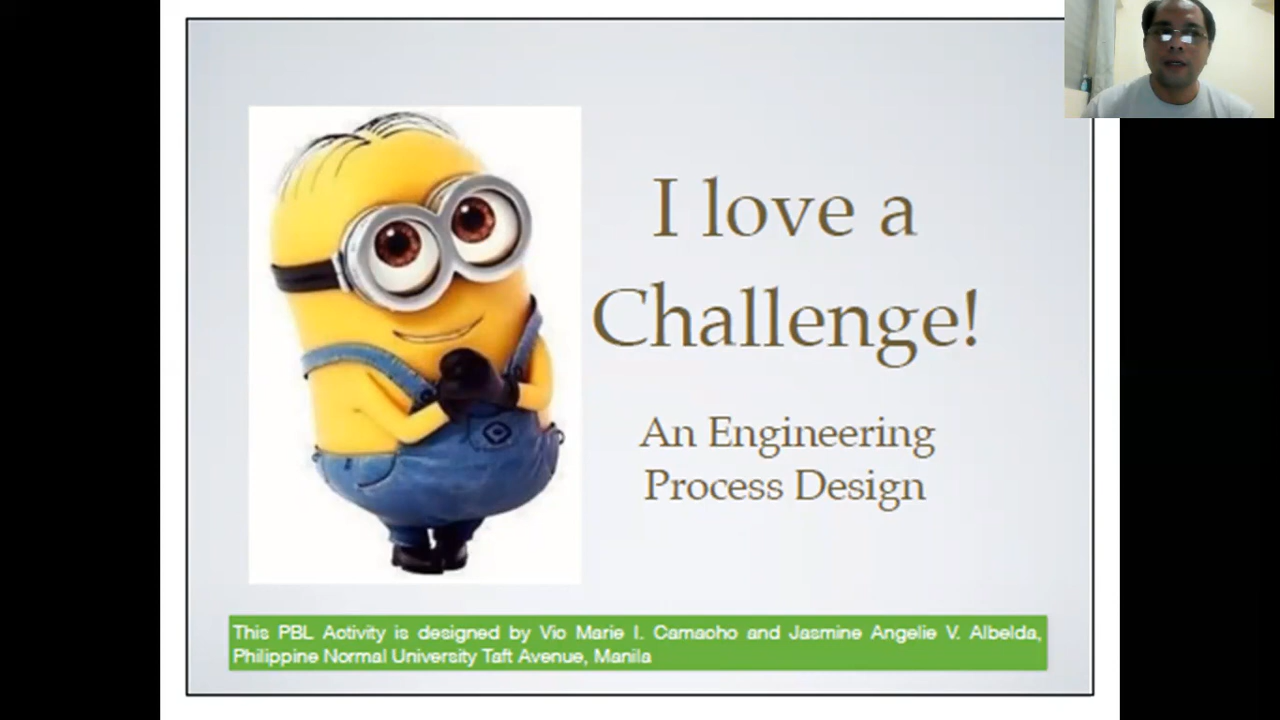 I love a
Challenge!
An Engineering
Process Design
This PBL Activity is designed by Vic Marie I. Camacho and Jasmine Angelie V. Albelda,
Philippine Normal University Taft Avenue, Manila